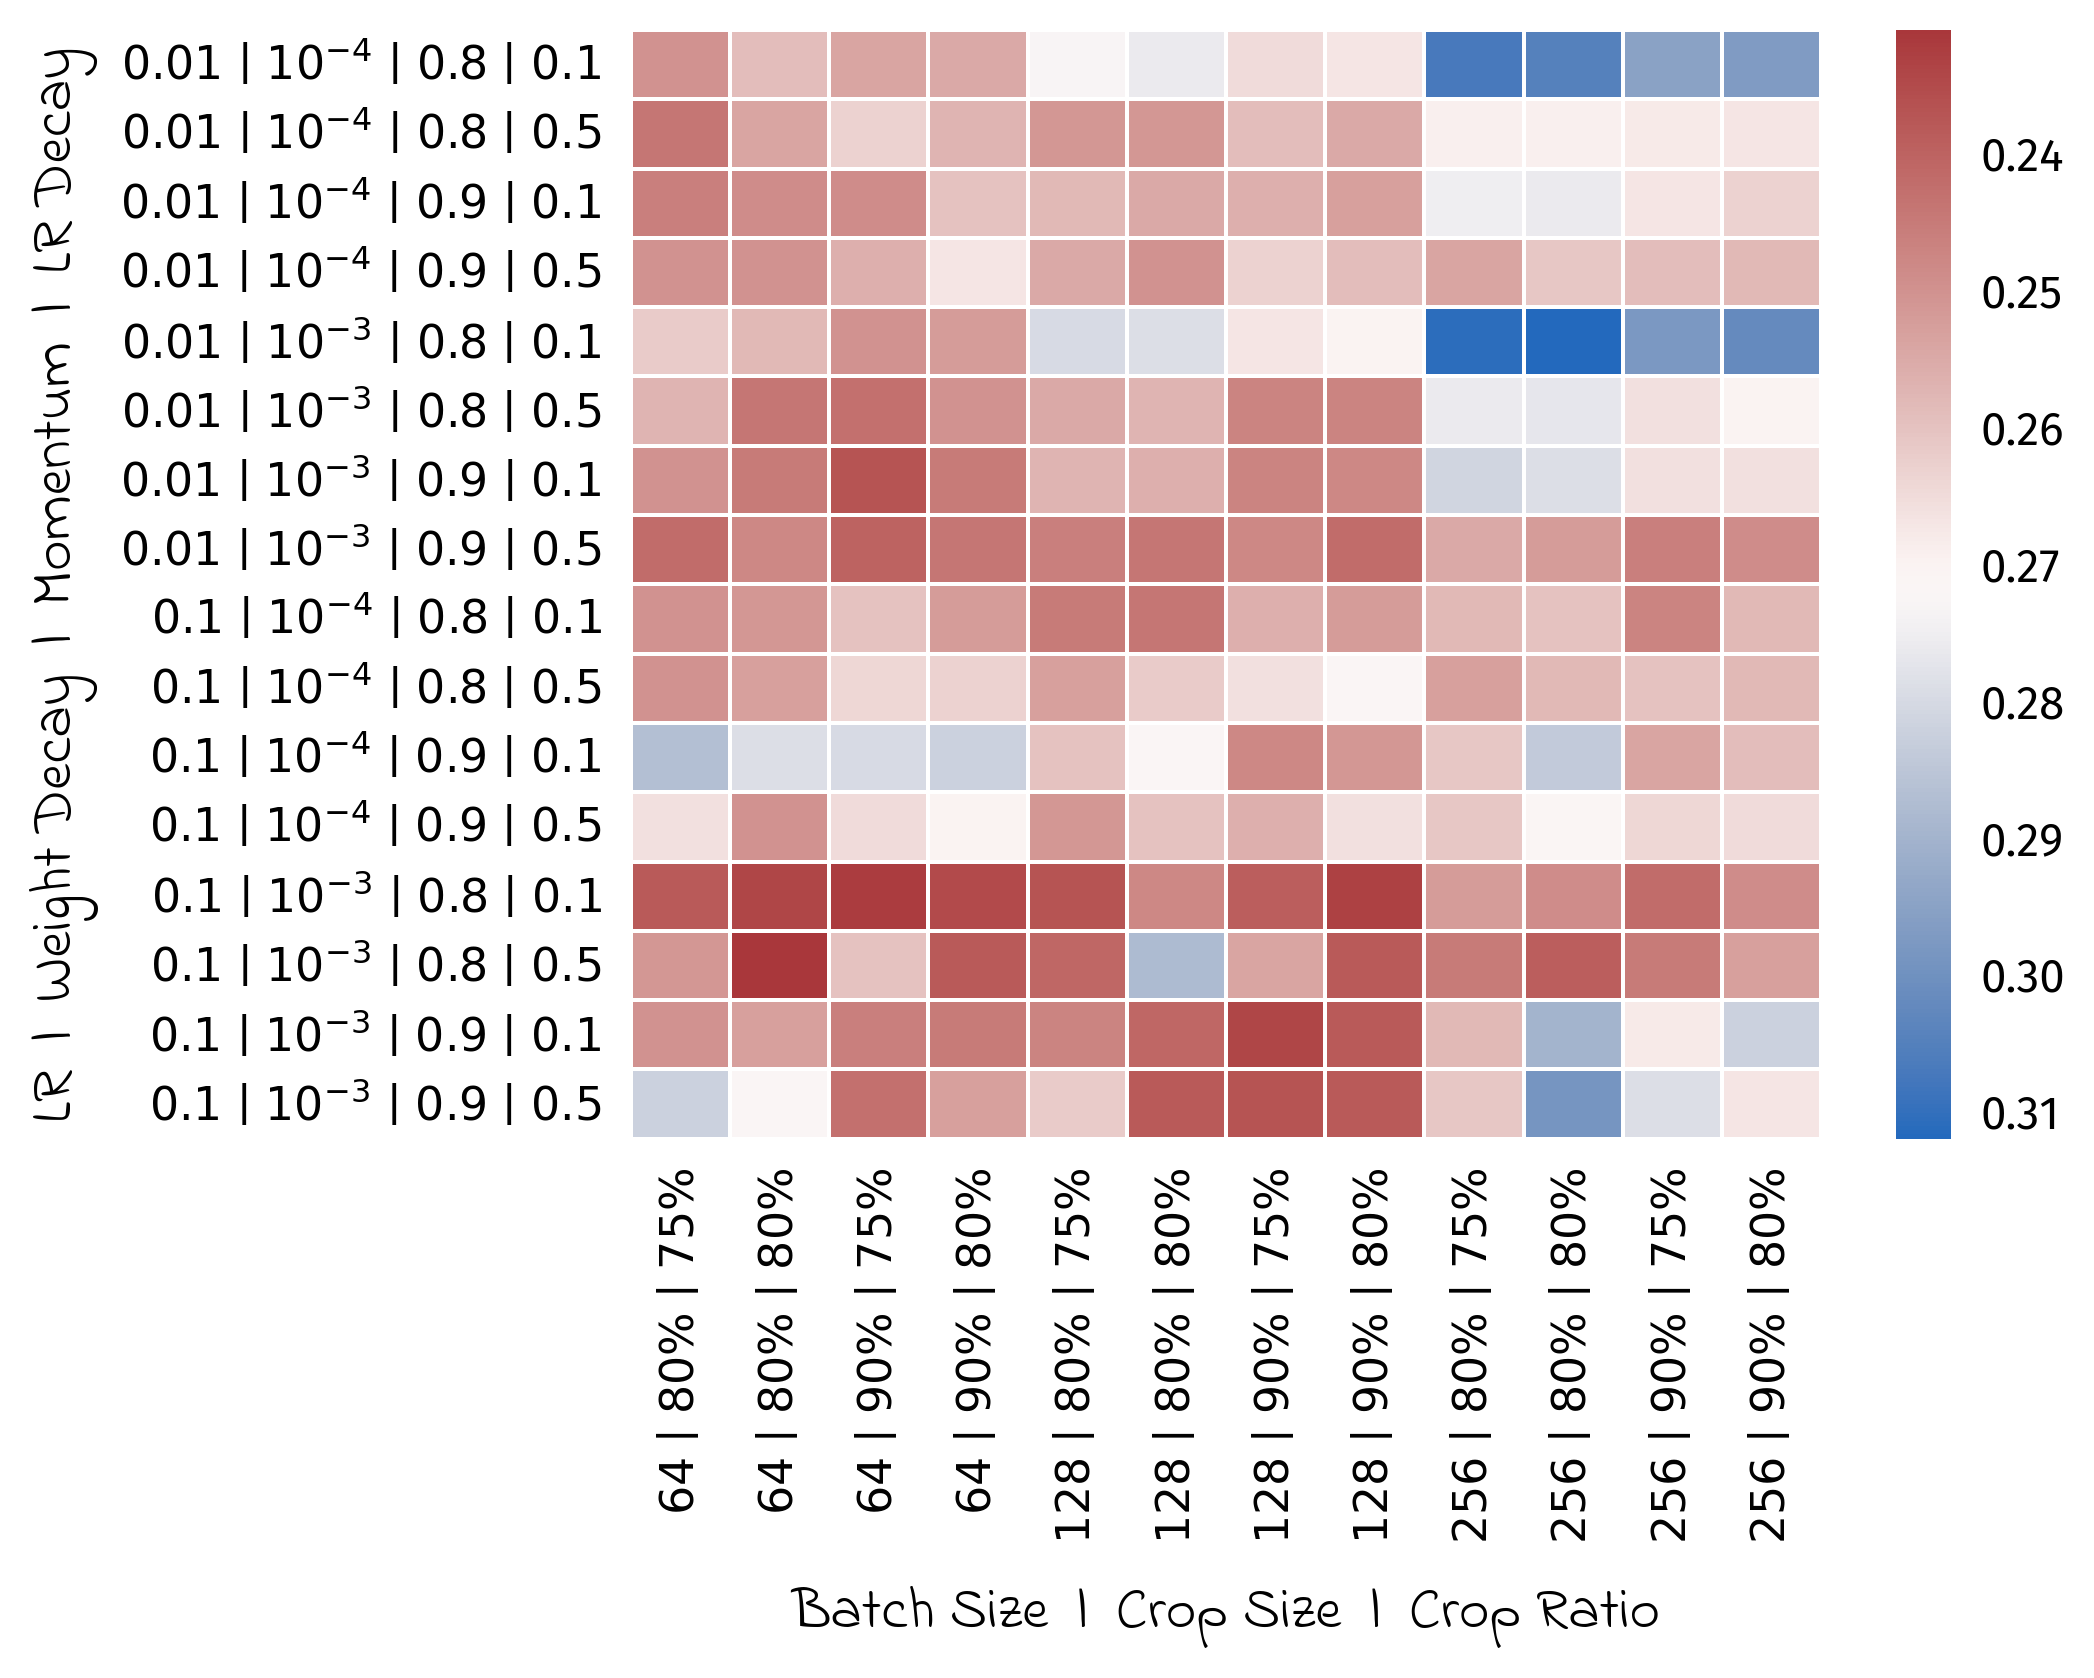 LR | Weight Decay | Momentum | LR Decay
0.01 | 10⁻⁴ | 0.8 | 0.1
0.01 | 10⁻⁴ | 0.8 | 0.5
0.01 | 10⁻⁴ | 0.9 | 0.1
0.01 | 10⁻⁴ | 0.9 | 0.5
0.01 | 10⁻³ | 0.8 | 0.1
0.01 | 10⁻³ | 0.8 | 0.5
0.01 | 10⁻³ | 0.9 | 0.1
0.01 | 10⁻³ | 0.9 | 0.5
0.1 | 10⁻⁴ | 0.8 | 0.1
0.1 | 10⁻⁴ | 0.8 | 0.5
0.1 | 10⁻⁴ | 0.9 | 0.1
0.1 | 10⁻⁴ | 0.9 | 0.5
0.1 | 10⁻³ | 0.8 | 0.1
0.1 | 10⁻³ | 0.8 | 0.5
0.1 | 10⁻³ | 0.9 | 0.1
0.1 | 10⁻³ | 0.9 | 0.5
64 | 80% | 75%
64 | 80% | 80%
64 | 90% | 75%
64 | 90% | 80%
128 | 80% | 75%
128 | 80% | 80%
128 | 90% | 75%
128 | 90% | 80%
256 | 80% | 75%
256 | 80% | 80%
256 | 90% | 75%
256 | 90% | 80%
Batch Size | Crop Size | Crop Ratio
0.24
0.25
0.26
0.27
0.28
0.29
0.30
0.31